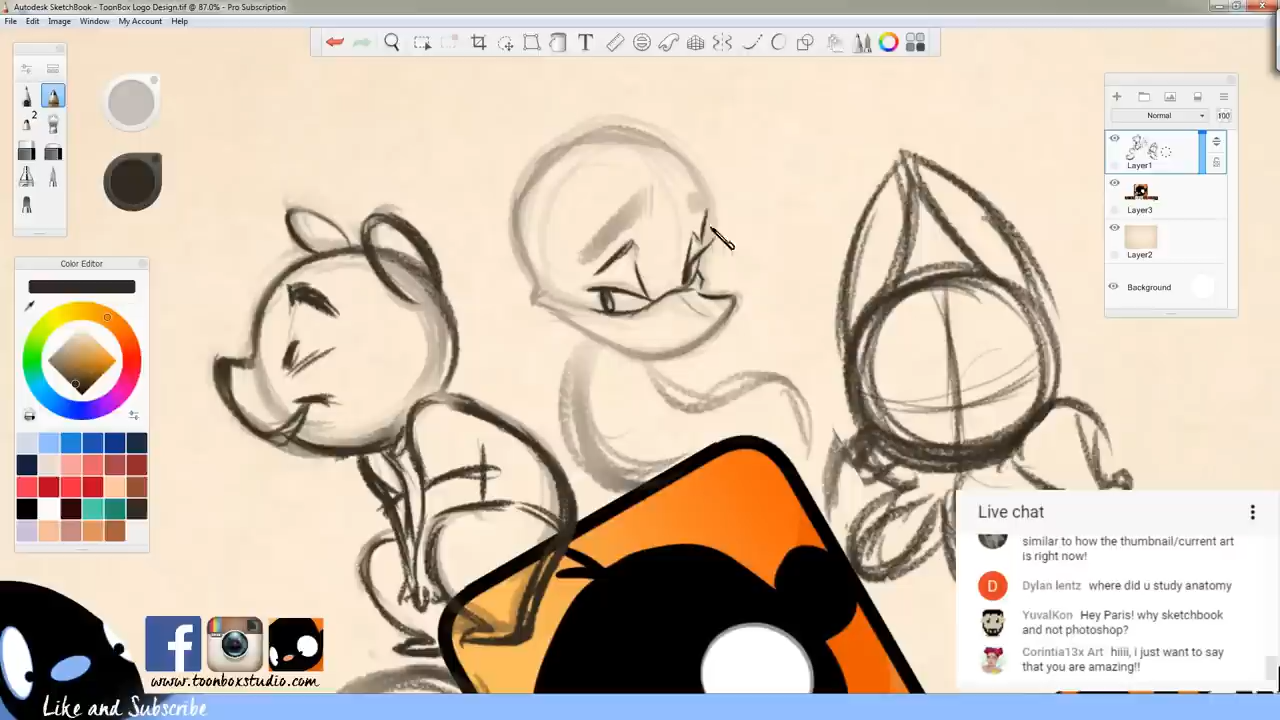 Autodesk SketchBook - ToonBox Logo Design.tif @ 87.0% - Pro Subscription
File Edit Image Window My Account Help
T
2
Normal
100
Layer1
Layer3
Layer2
Background
Color Editor
Live chat
similar to how the thumbnail/current art
is right now!
D
Dylan lentz where did u study anatomy
YuvalKon Hey Paris! why sketchbook
and not photoshop?
Corintia13x Art hiiii, i just want to say
that you are amazing!!
f
www.toonboxstudio.com
Like and Subscribe